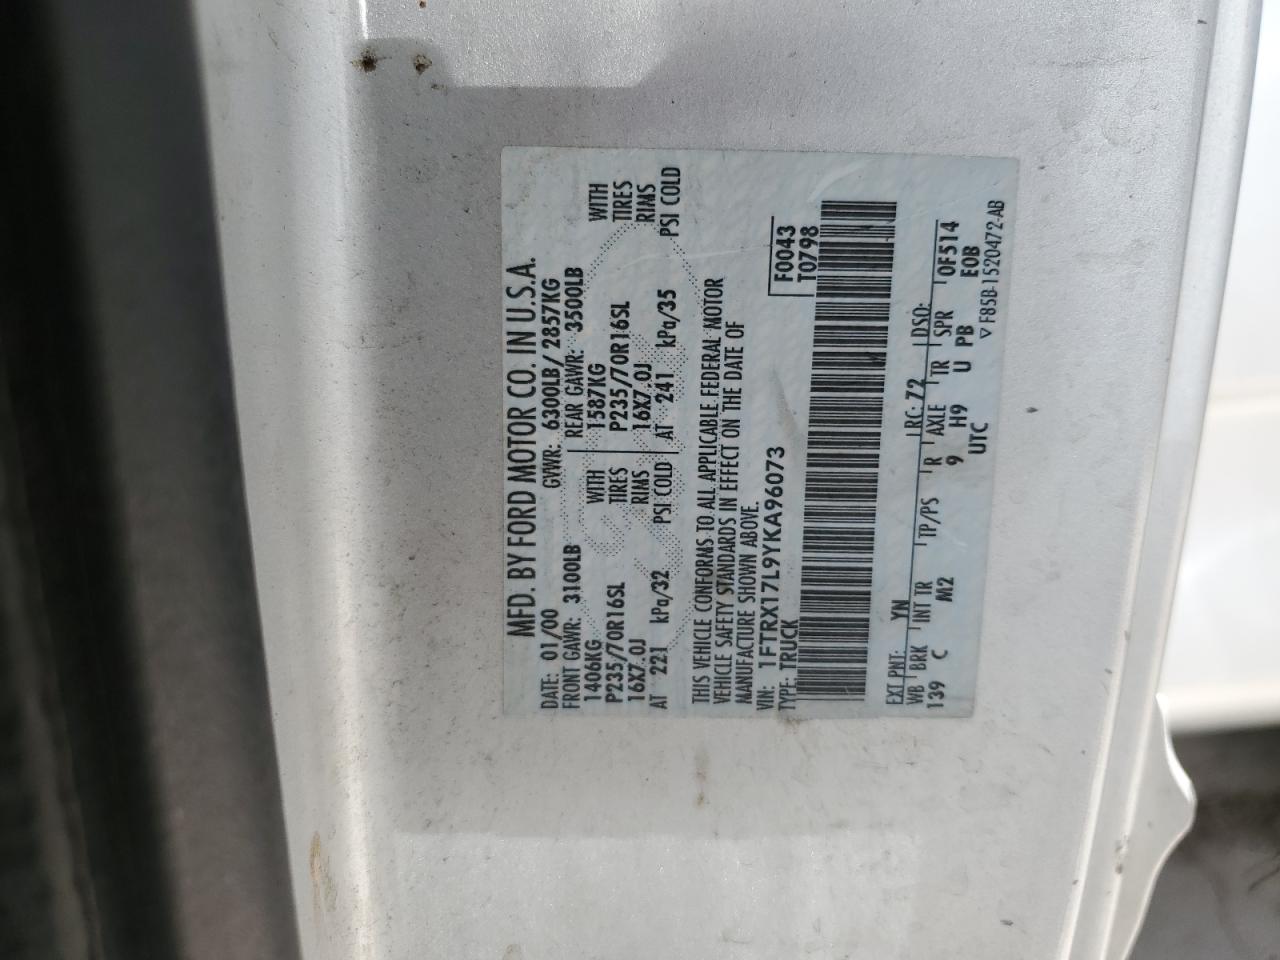 MFD. BY FORD MOTOR CO. IN U.S.A.
DATE: 01/00 GVWR: 6300LB/ 2857KG
FRONT GAWR: 3100LB REAR GAWR: 3500LB
1406KG WITH 1587KG WITH
P235/70R16SL TIRES P235/70R16SL TIRES
16X7.0J RIMS 16X7.0J RIMS
AT 221 kPa/32 PSI COLD AT 241 kPa/35 PSI COLD
THIS VEHICLE CONFORMS TO ALL APPLICABLE FEDERAL MOTOR
VEHICLE SAFETY STANDARDS IN EFFECT ON THE DATE OF
MANUFACTURE SHOWN ABOVE.
VIN: 1FTRX17L9YKA96073 F0043
TYPE: TRUCK T0798
EXT PNT: YN RC: 72 DSO:
WB BRK INT TR TP/PS R AXLE TR SPR 0F514
139 C M2 9 H9 U PB E0B
UTC ▽ F85B-1520472-AB